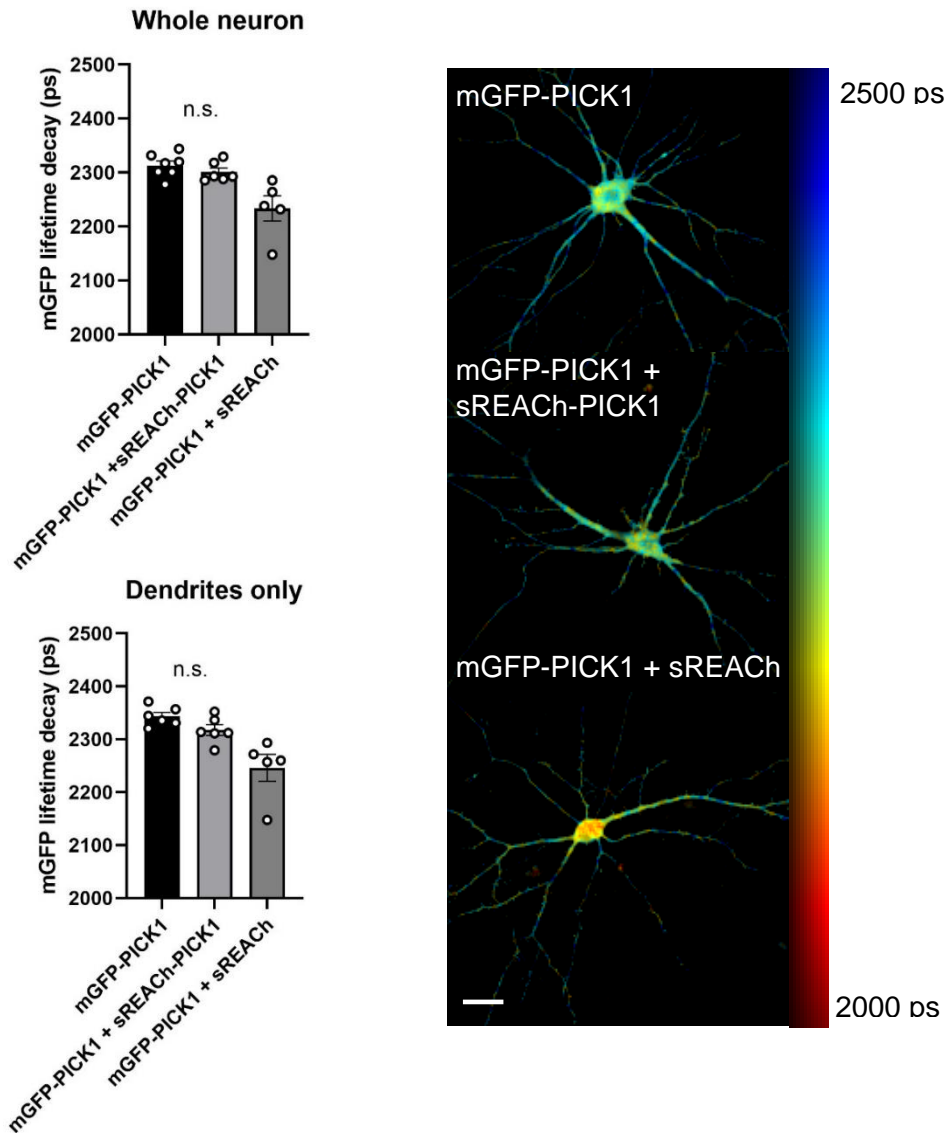 Whole neuron
mGFP lifetime decay (ps)
2500
2400
2300
2200
2100
2000
n.s.
mGFP-PICK1
mGFP-PICK1 +sREACh-PICK1
mGFP-PICK1 + sREACh
Dendrites only
mGFP lifetime decay (ps)
2500
2400
2300
2200
2100
2000
n.s.
mGFP-PICK1
mGFP-PICK1 + sREACh-PICK1
mGFP-PICK1 + sREACh
mGFP-PICK1
mGFP-PICK1 +
sREACh-PICK1
mGFP-PICK1 + sREACh
2500 ps
2000 ps